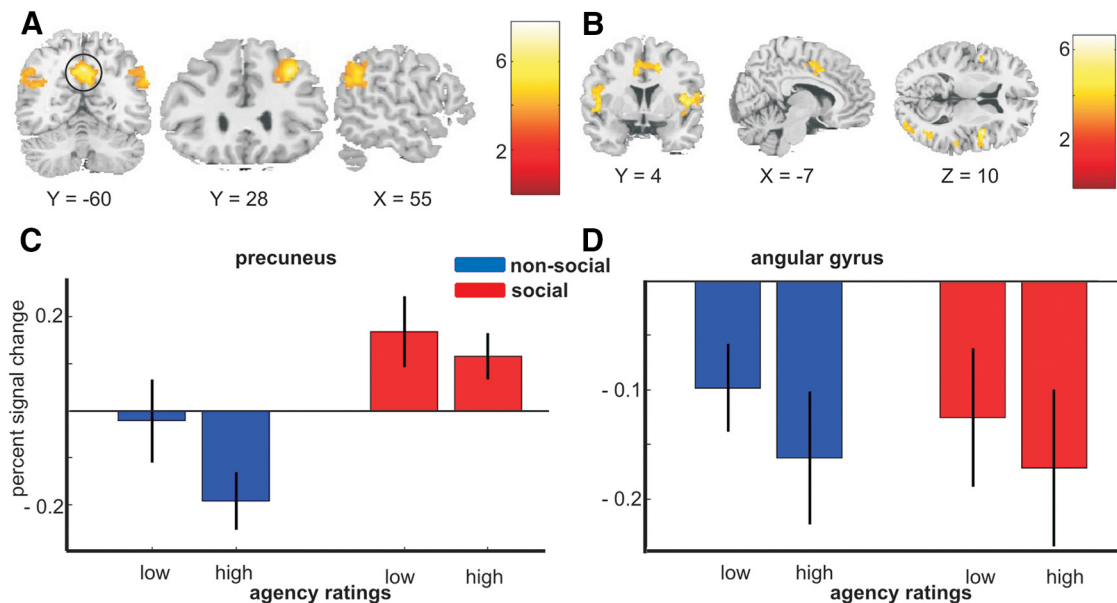 A
6
2
Y = -60
Y = 28
X = 55
B
6
2
Y = 4
X = -7
Z = 10
C
precuneus
non-social
social
percent signal change
0.2
- 0.2
low
high
low
high
agency ratings
D
angular gyrus
- 0.1
- 0.2
low
high
low
high
agency ratings